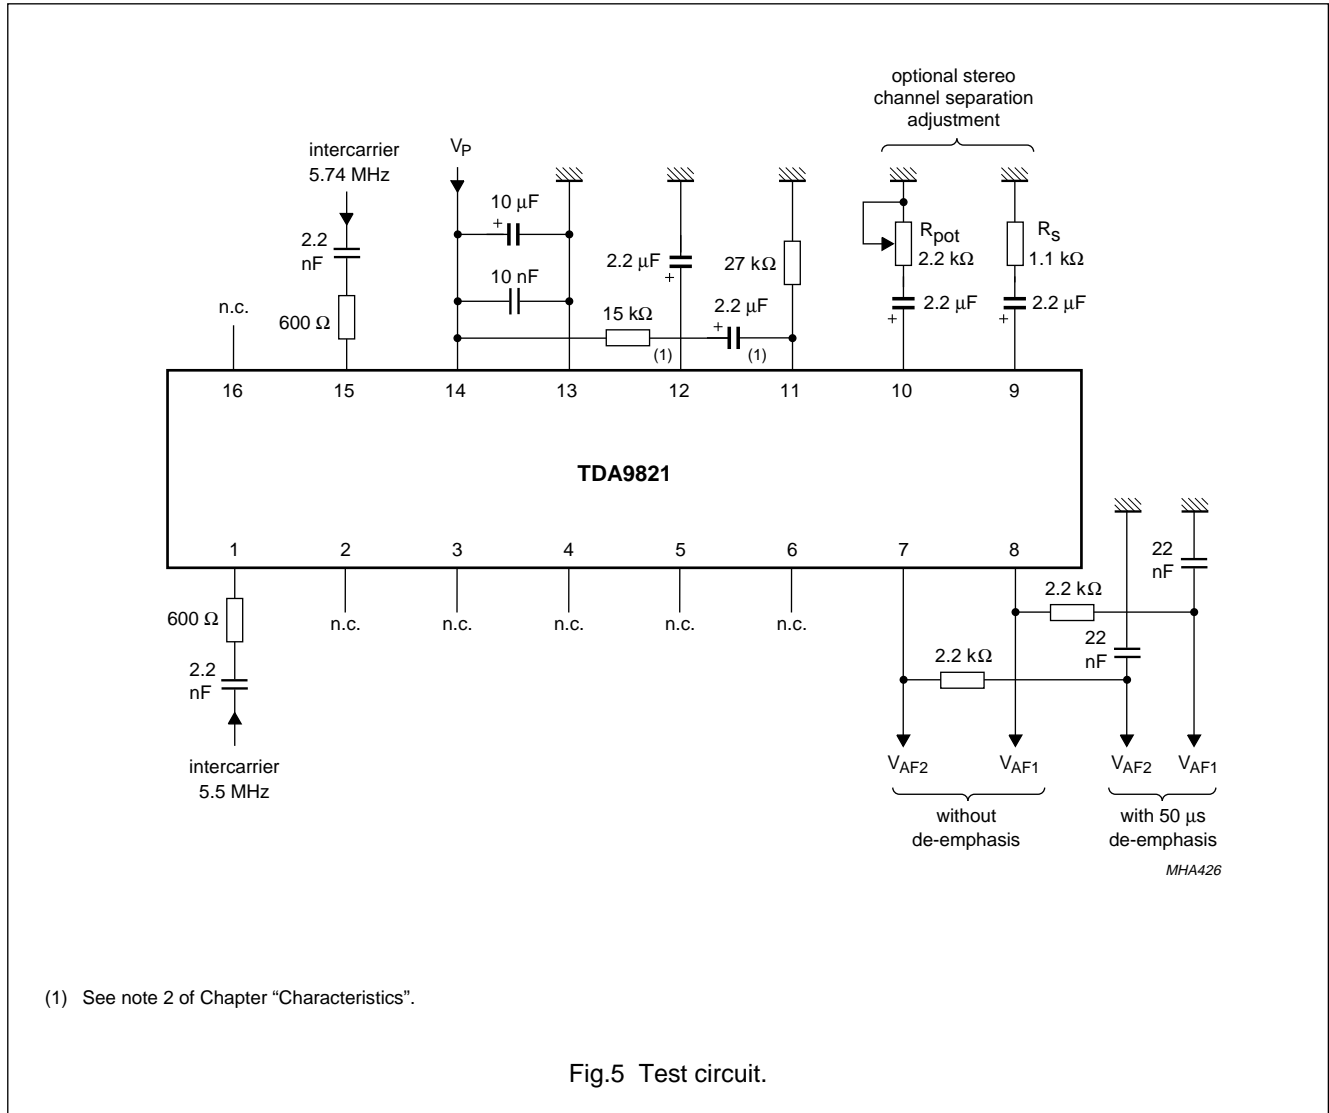 optional stereo
channel separation
adjustment
intercarrier
5.74 MHz
VP
10 μF
+
2.2
nF
10 nF
2.2 μF
+
27 kΩ
Rpot
2.2 kΩ
RS
1.1 kΩ
n.c.
600 Ω
15 kΩ
(1)
2.2 μF
+
(1)
2.2 μF
+
2.2 μF
+
16 15 14 13 12 11 10 9
TDA9821
1 2 3 4 5 6 7 8
600 Ω
2.2
nF
n.c. n.c. n.c. n.c. n.c.
22
nF
2.2 kΩ
22
nF
2.2 kΩ
intercarrier
5.5 MHz
VAF2 VAF1 VAF2 VAF1
without
de-emphasis
with 50 μs
de-emphasis
MHA426
(1) See note 2 of Chapter “Characteristics”.
Fig.5 Test circuit.